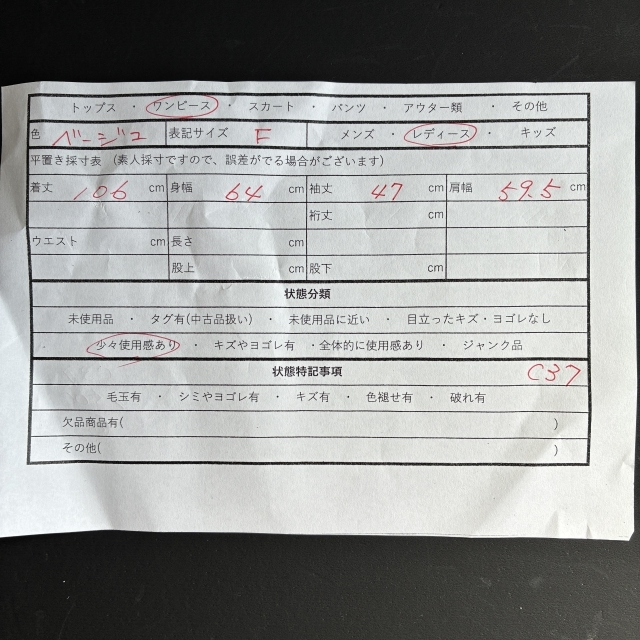 トップス ・ ワンピース ・ スカート ・ パンツ ・ アウター類 ・ その他
色 ベージュ 表記サイズ F メンズ ・ レディース ・ キッズ
平置き採寸表 (素人採寸ですので、誤差がでる場合がございます)
着丈 106 cm 身幅 64 cm 袖丈 47 cm 肩幅 59.5 cm
裄丈 cm
ウエスト cm 長さ cm
股上 cm 股下 cm
状態分類
未使用品 ・ タグ有(中古品扱い) ・ 未使用品に近い ・ 目立ったキズ・ヨゴレなし
少々使用感あり ・ キズやヨゴレ有 ・全体的に使用感あり ・ ジャンク品
状態特記事項 C37
毛玉有 ・ シミやヨゴレ有 ・ キズ有 ・ 色褪せ有 ・ 破れ有
欠品商品有( )
その他( )